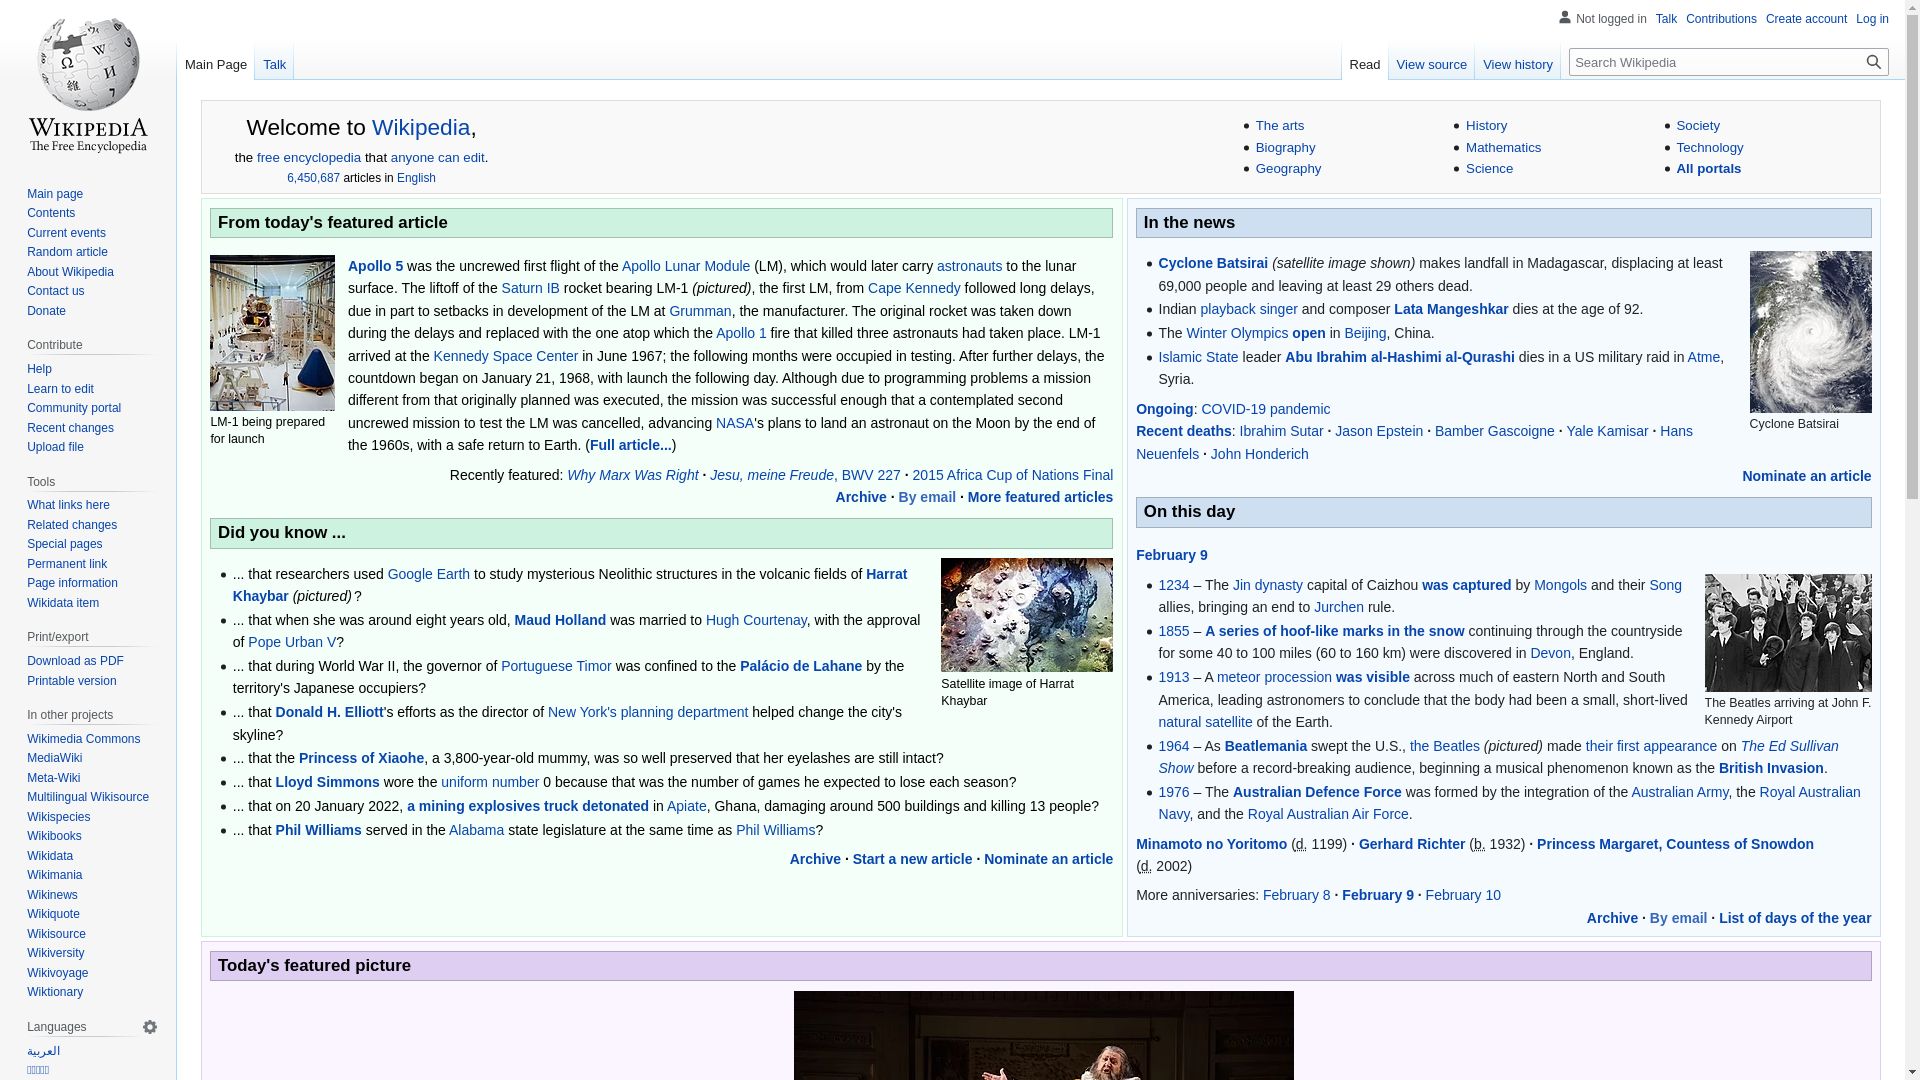 Not logged in Talk Contributions Create account Log in
Main Page Talk
Read View source View history Search Wikipedia
WIKIPEDIA
The Free Encyclopedia
Main page
Contents
Current events
Random article
About Wikipedia
Contact us
Donate
Contribute
Help
Learn to edit
Community portal
Recent changes
Upload file
Tools
What links here
Related changes
Special pages
Permanent link
Page information
Wikidata item
Print/export
Download as PDF
Printable version
In other projects
Wikimedia Commons
MediaWiki
Meta-Wiki
Multilingual Wikisource
Wikispecies
Wikibooks
Wikidata
Wikimania
Wikinews
Wikiquote
Wikisource
Wikiversity
Wikivoyage
Wiktionary
Languages
العربية
Welcome to Wikipedia,
the free encyclopedia that anyone can edit.
6,450,687 articles in English
The arts
Biography
Geography
History
Mathematics
Science
Society
Technology
All portals
From today's featured article
LM-1 being prepared
for launch
Apollo 5 was the uncrewed first flight of the Apollo Lunar Module (LM), which would later carry astronauts to the lunar
surface. The liftoff of the Saturn IB rocket bearing LM-1 (pictured), the first LM, from Cape Kennedy followed long delays,
due in part to setbacks in development of the LM at Grumman, the manufacturer. The original rocket was taken down
during the delays and replaced with the one atop which the Apollo 1 fire that killed three astronauts had taken place. LM-1
arrived at the Kennedy Space Center in June 1967; the following months were occupied in testing. After further delays, the
countdown began on January 21, 1968, with launch the following day. Although due to programming problems a mission
different from that originally planned was executed, the mission was successful enough that a contemplated second
uncrewed mission to test the LM was cancelled, advancing NASA's plans to land an astronaut on the Moon by the end of
the 1960s, with a safe return to Earth. (Full article...)
Recently featured: Why Marx Was Right · Jesu, meine Freude, BWV 227 · 2015 Africa Cup of Nations Final
Archive · By email · More featured articles
Did you know ...
... that researchers used Google Earth to study mysterious Neolithic structures in the volcanic fields of Harrat
Khaybar (pictured)?
... that when she was around eight years old, Maud Holland was married to Hugh Courtenay, with the approval
of Pope Urban V?
... that during World War II, the governor of Portuguese Timor was confined to the Palácio de Lahane by the
territory's Japanese occupiers?
... that Donald H. Elliott's efforts as the director of New York's planning department helped change the city's
skyline?
... that the Princess of Xiaohe, a 3,800-year-old mummy, was so well preserved that her eyelashes are still intact?
... that Lloyd Simmons wore the uniform number 0 because that was the number of games he expected to lose each season?
... that on 20 January 2022, a mining explosives truck detonated in Apiate, Ghana, damaging around 500 buildings and killing 13 people?
... that Phil Williams served in the Alabama state legislature at the same time as Phil Williams?
Satellite image of Harrat
Khaybar
Archive · Start a new article · Nominate an article
In the news
Cyclone Batsirai (satellite image shown) makes landfall in Madagascar, displacing at least
69,000 people and leaving at least 29 others dead.
Indian playback singer and composer Lata Mangeshkar dies at the age of 92.
The Winter Olympics open in Beijing, China.
Islamic State leader Abu Ibrahim al-Hashimi al-Qurashi dies in a US military raid in Atme,
Syria.
Cyclone Batsirai
Ongoing: COVID-19 pandemic
Recent deaths: Ibrahim Sutar · Jason Epstein · Bamber Gascoigne · Yale Kamisar · Hans
Neuenfels · John Honderich
Nominate an article
On this day
February 9
1234 – The Jin dynasty capital of Caizhou was captured by Mongols and their Song
allies, bringing an end to Jurchen rule.
1855 – A series of hoof-like marks in the snow continuing through the countryside
for some 40 to 100 miles (60 to 160 km) were discovered in Devon, England.
1913 – A meteor procession was visible across much of eastern North and South
America, leading astronomers to conclude that the body had been a small, short-lived
natural satellite of the Earth.
1964 – As Beatlemania swept the U.S., the Beatles (pictured) made their first appearance on The Ed Sullivan
Show before a record-breaking audience, beginning a musical phenomenon known as the British Invasion.
1976 – The Australian Defence Force was formed by the integration of the Australian Army, the Royal Australian
Navy, and the Royal Australian Air Force.
The Beatles arriving at John F.
Kennedy Airport
Minamoto no Yoritomo (d. 1199) · Gerhard Richter (b. 1932) · Princess Margaret, Countess of Snowdon
(d. 2002)
More anniversaries: February 8 · February 9 · February 10
Archive · By email · List of days of the year
Today's featured picture